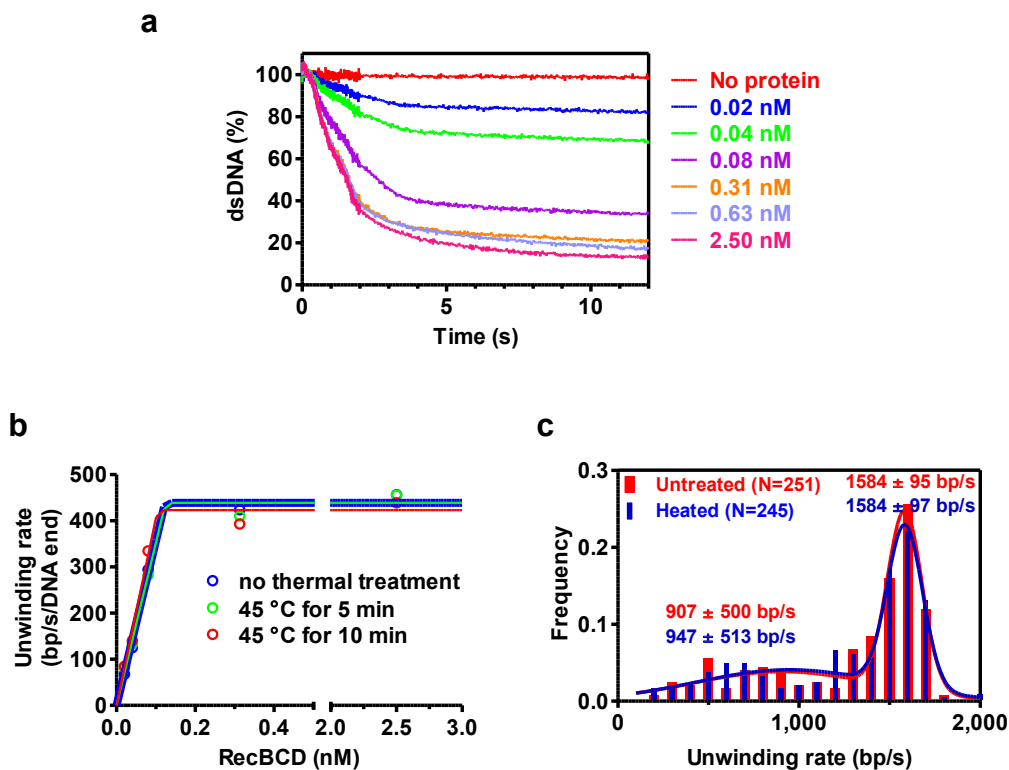 a
100
80
60
40
20
0
dsDNA (%)
0 5 10
Time (s)
No protein
0.02 nM
0.04 nM
0.08 nM
0.31 nM
0.63 nM
2.50 nM
b
500
400
300
200
100
0
Unwinding rate
(bp/s/DNA end)
no thermal treatment
45 °C for 5 min
45 °C for 10 min
0.0 0.2 0.4 2.0 2.5 3.0
RecBCD (nM)
c
0.3
0.2
0.1
0.0
Frequency
Untreated (N=251)
Heated (N=245)
1584 ± 95 bp/s
1584 ± 97 bp/s
907 ± 500 bp/s
947 ± 513 bp/s
0 1,000 2,000
Unwinding rate (bp/s)